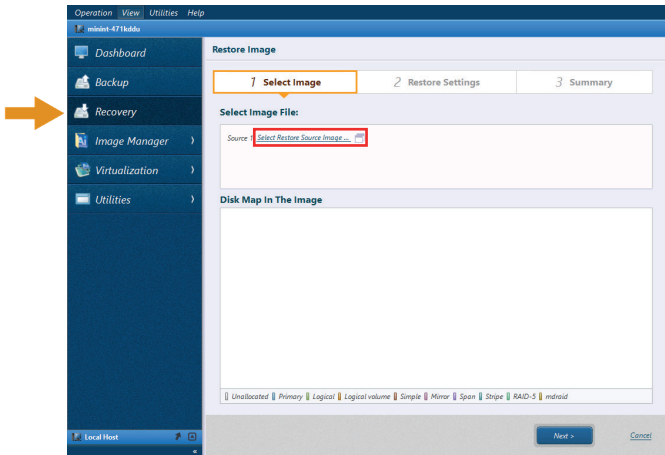 Operation View Utilities Help
minint-471kddu
Dashboard
Backup
Recovery
Image Manager
Virtualization
Utilities
Local Host
Restore Image
1 Select Image
2 Restore Settings
3 Summary
Select Image File:
Source 1 Select Restore Source Image ...
Disk Map In The Image
Unallocated Primary Logical Logical volume Simple Mirror Span Stripe RAID-5 mdraid
Next >
Cancel